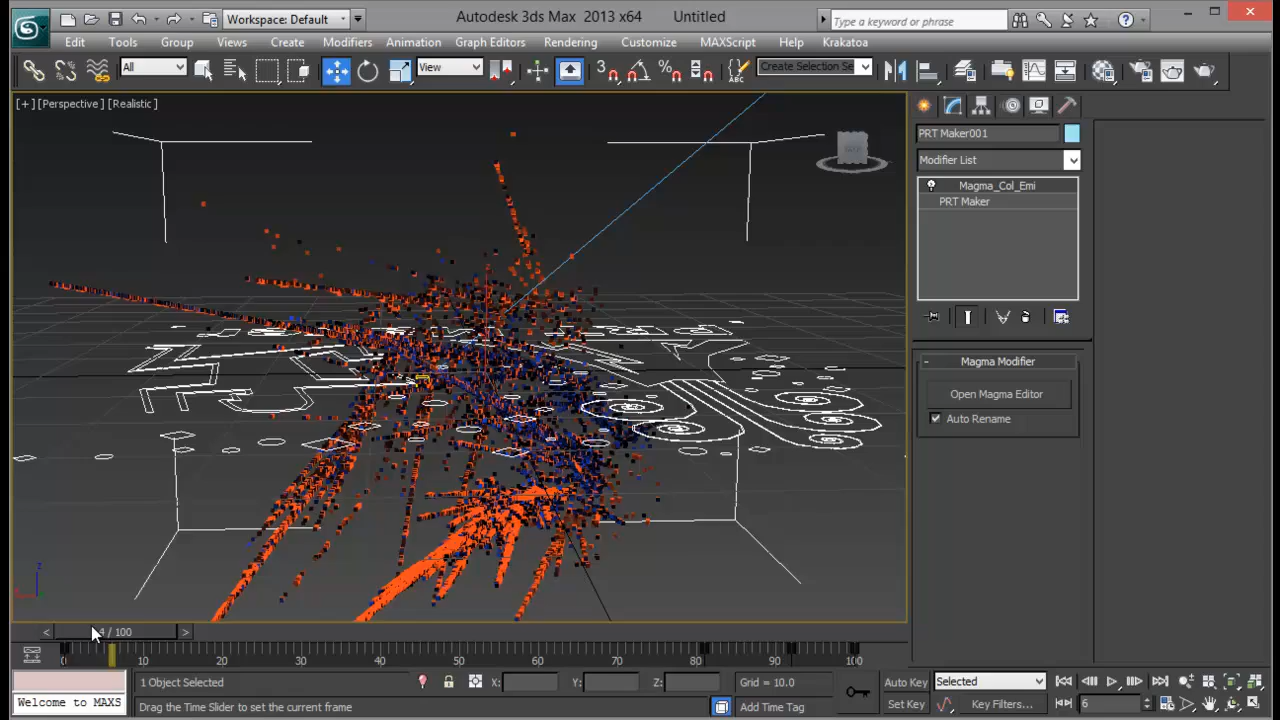 Workspace: Default
Autodesk 3ds Max 2013 x64 Untitled
Type a keyword or phrase
Edit Tools Group Views Create Modifiers Animation Graph Editors Rendering Customize MAXScript Help Krakatoa
All
View
3
ABC
Create Selection Se
[+] [Perspective] [Realistic]
PRT Maker001
Modifier List
Magma_Col_Emi
PRT Maker
- Magma Modifier
Open Magma Editor
Auto Rename
z
< 4 / 100 >
0 10 20 30 40 50 60 70 80 90 100
1 Object Selected
X: Y: Z:
Grid = 10.0
Auto Key
Selected
Welcome to MAXS
Drag the Time Slider to set the current frame
Add Time Tag
Set Key
Key Filters...
6